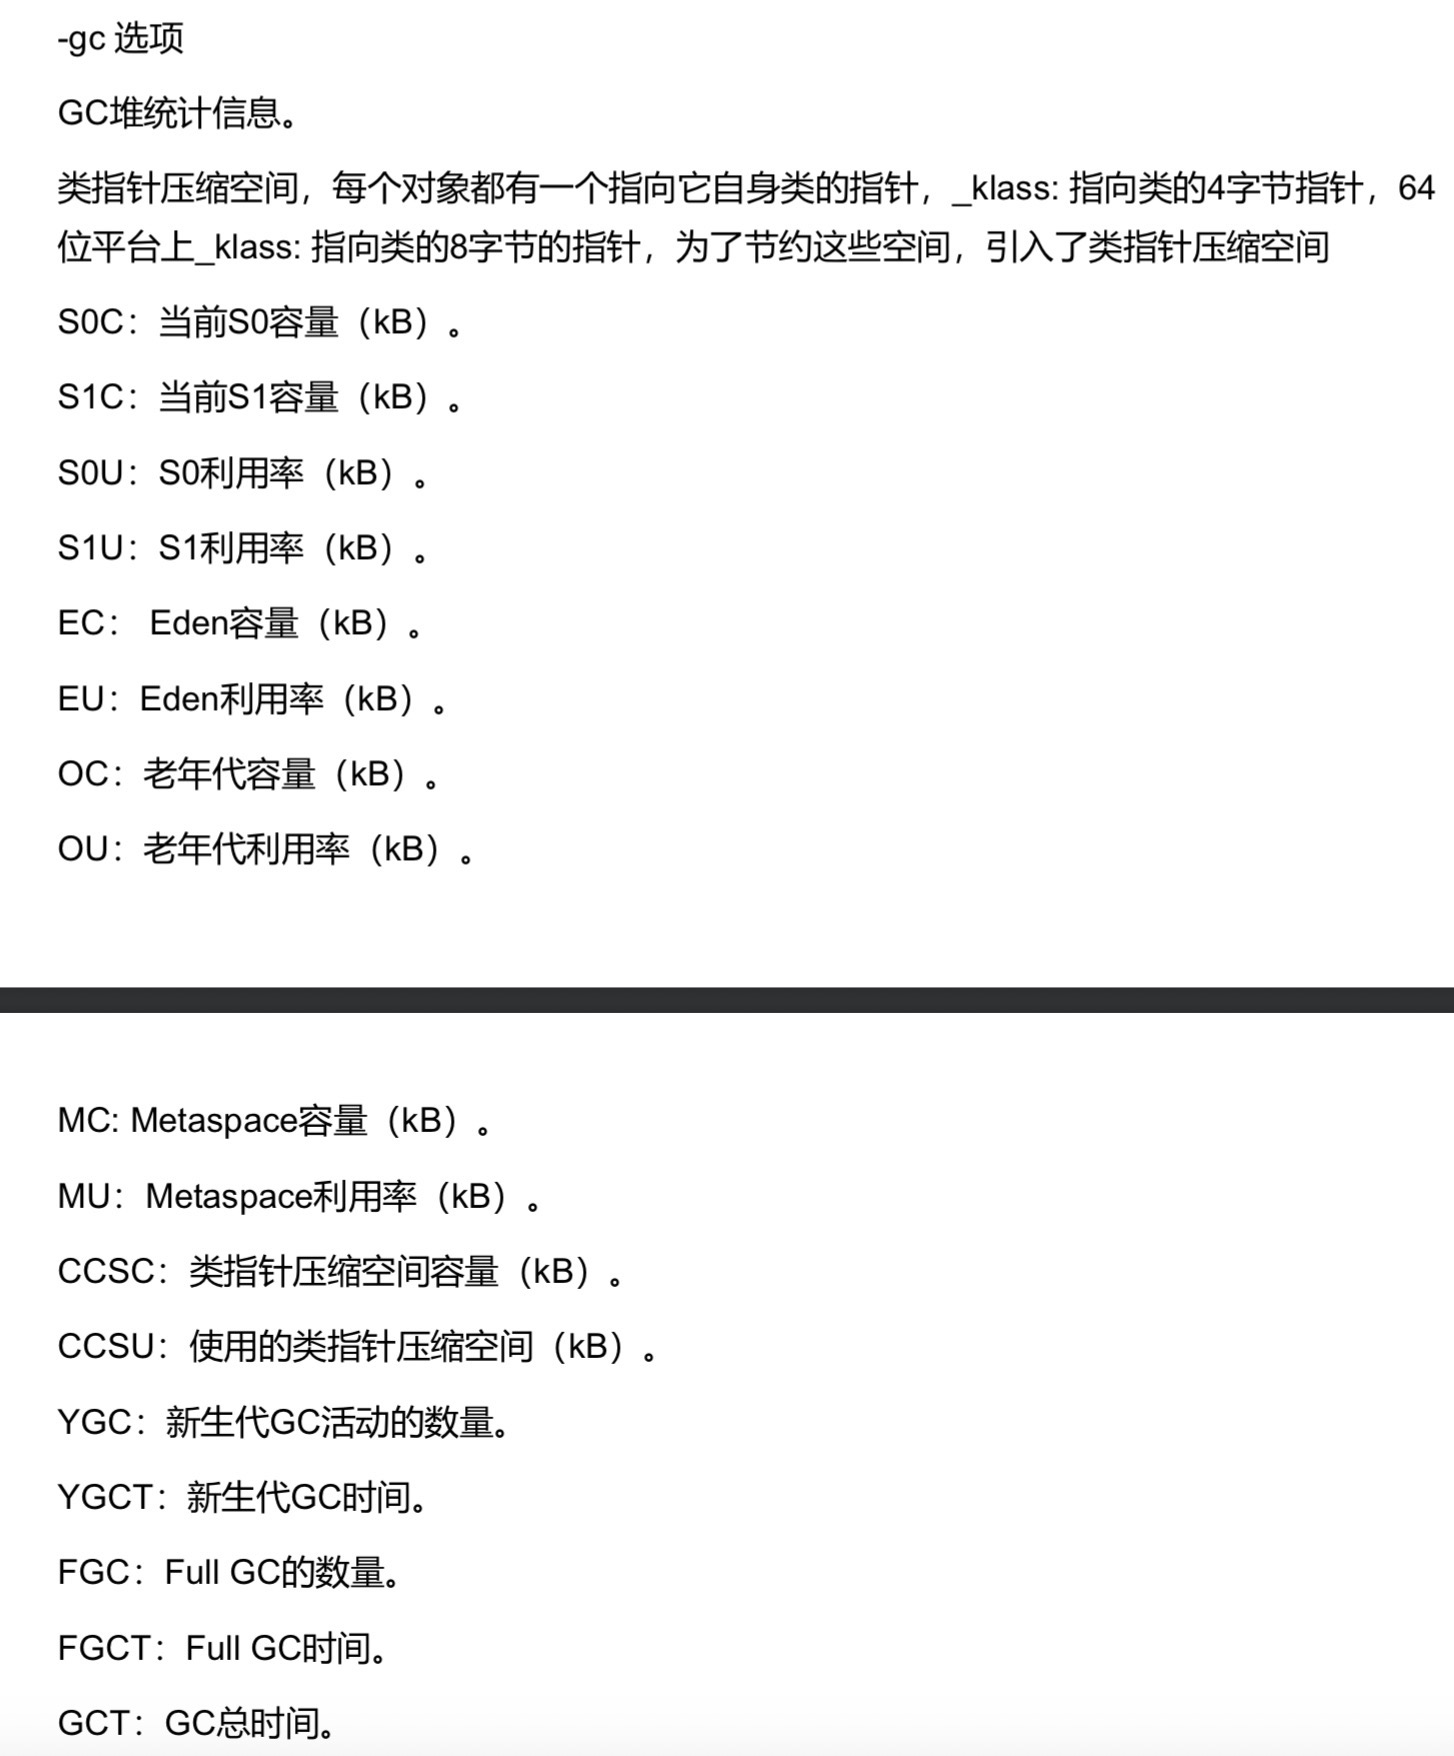 -gc 选项
GC堆统计信息。
类指针压缩空间，每个对象都有一个指向它自身类的指针，_klass: 指向类的4字节指针，64
位平台上_klass: 指向类的8字节的指针，为了节约这些空间，引入了类指针压缩空间
S0C：当前S0容量（kB）。
S1C：当前S1容量（kB）。
S0U：S0利用率（kB）。
S1U：S1利用率（kB）。
EC： Eden容量（kB）。
EU：Eden利用率（kB）。
OC：老年代容量（kB）。
OU：老年代利用率（kB）。
MC: Metaspace容量（kB）。
MU：Metaspace利用率（kB）。
CCSC：类指针压缩空间容量（kB）。
CCSU：使用的类指针压缩空间（kB）。
YGC：新生代GC活动的数量。
YGCT：新生代GC时间。
FGC：Full GC的数量。
FGCT：Full GC时间。
GCT：GC总时间。